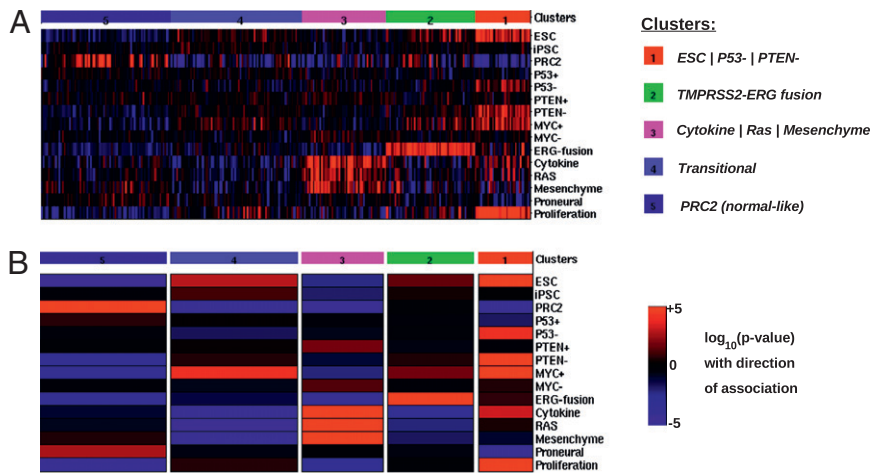 A
5 4 3 2 1 Clusters
ESC
iPSC
PRC2
P53+
P53-
PTEN+
PTEN-
MYC+
MYC-
ERG-fusion
Cytokine
RAS
Mesenchyme
Proneural
Proliferation
Clusters:
1 ESC | P53- | PTEN-
2 TMPRSS2-ERG fusion
3 Cytokine | Ras | Mesenchyme
4 Transitional
5 PRC2 (normal-like)
B
5 4 3 2 1 Clusters
ESC
iPSC
PRC2
P53+
P53-
PTEN+
PTEN-
MYC+
MYC-
ERG-fusion
Cytokine
RAS
Mesenchyme
Proneural
Proliferation
+5
0
-5
log10(p-value)
with direction
of association